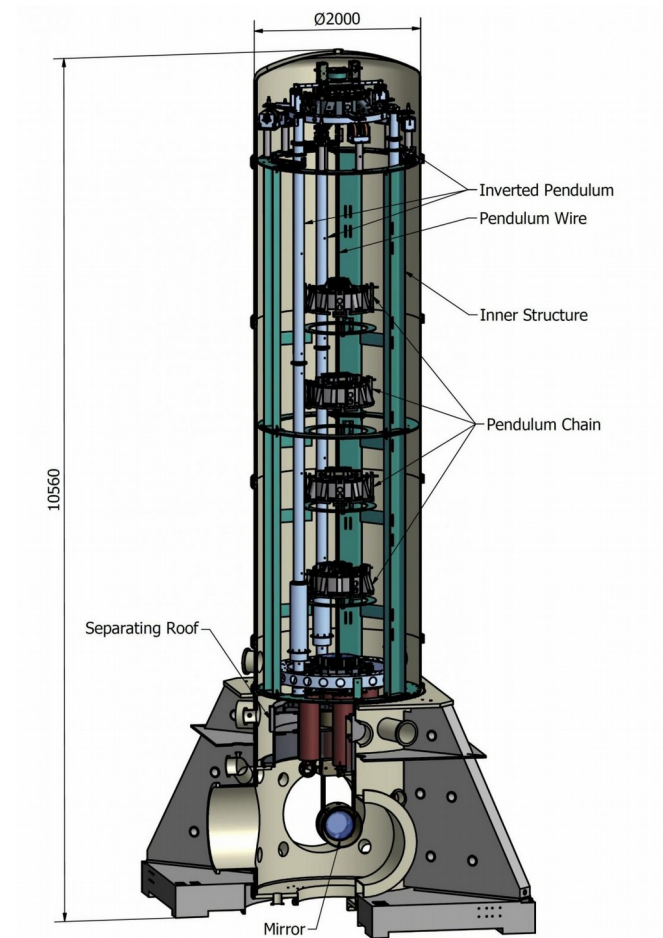 Ø2000
Inverted Pendulum
Pendulum Wire
Inner Structure
Pendulum Chain
10560
Separating Roof
Mirror